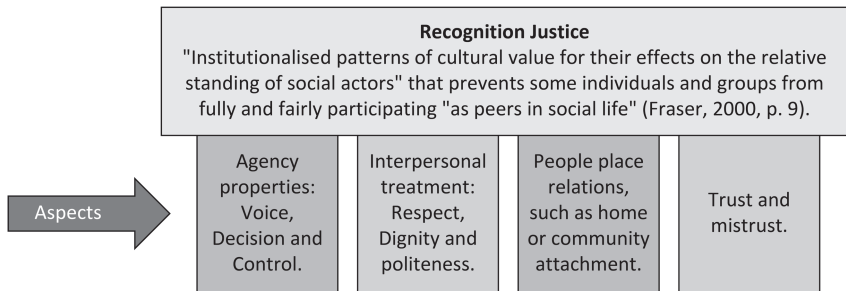 Recognition Justice
"Institutionalised patterns of cultural value for their effects on the relative
standing of social actors" that prevents some individuals and groups from
fully and fairly participating "as peers in social life" (Fraser, 2000, p. 9).
Aspects
Agency
properties:
Voice,
Decision and
Control.
Interpersonal
treatment:
Respect,
Dignity and
politeness.
People place
relations,
such as home
or community
attachment.
Trust and
mistrust.